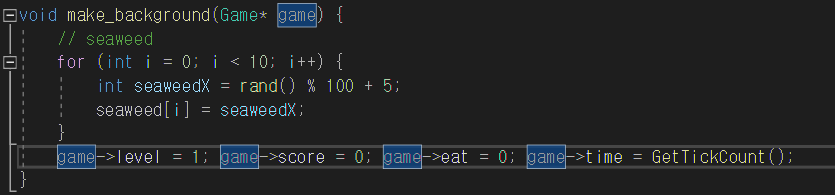 void make_background(Game* game) {
    // seaweed
    for (int i = 0; i < 10; i++) {
        int seaweedX = rand() % 100 + 5;
        seaweed[i] = seaweedX;
    }
    game->level = 1; game->score = 0; game->eat = 0; game->time = GetTickCount();
}